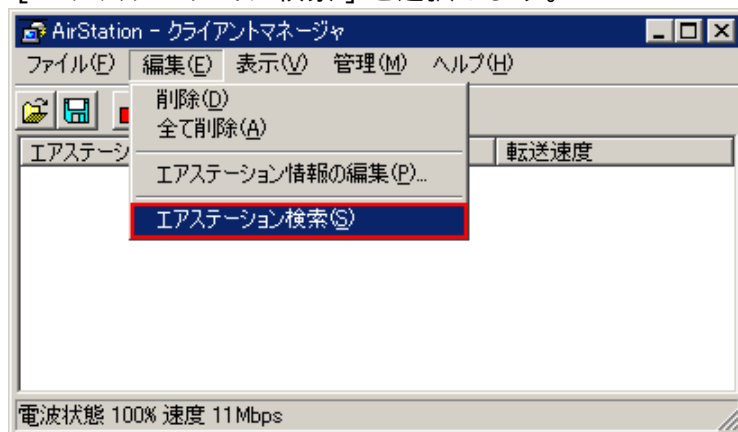 AirStation - クライアントマネージャ
ファイル(F) 編集(E) 表示(V) 管理(M) ヘルプ(H)
削除(D)
全て削除(A)
エアステーション情報の編集(P)...
エアステーション検索(S)
エアステーシ 転送速度
電波状態 100% 速度 11Mbps